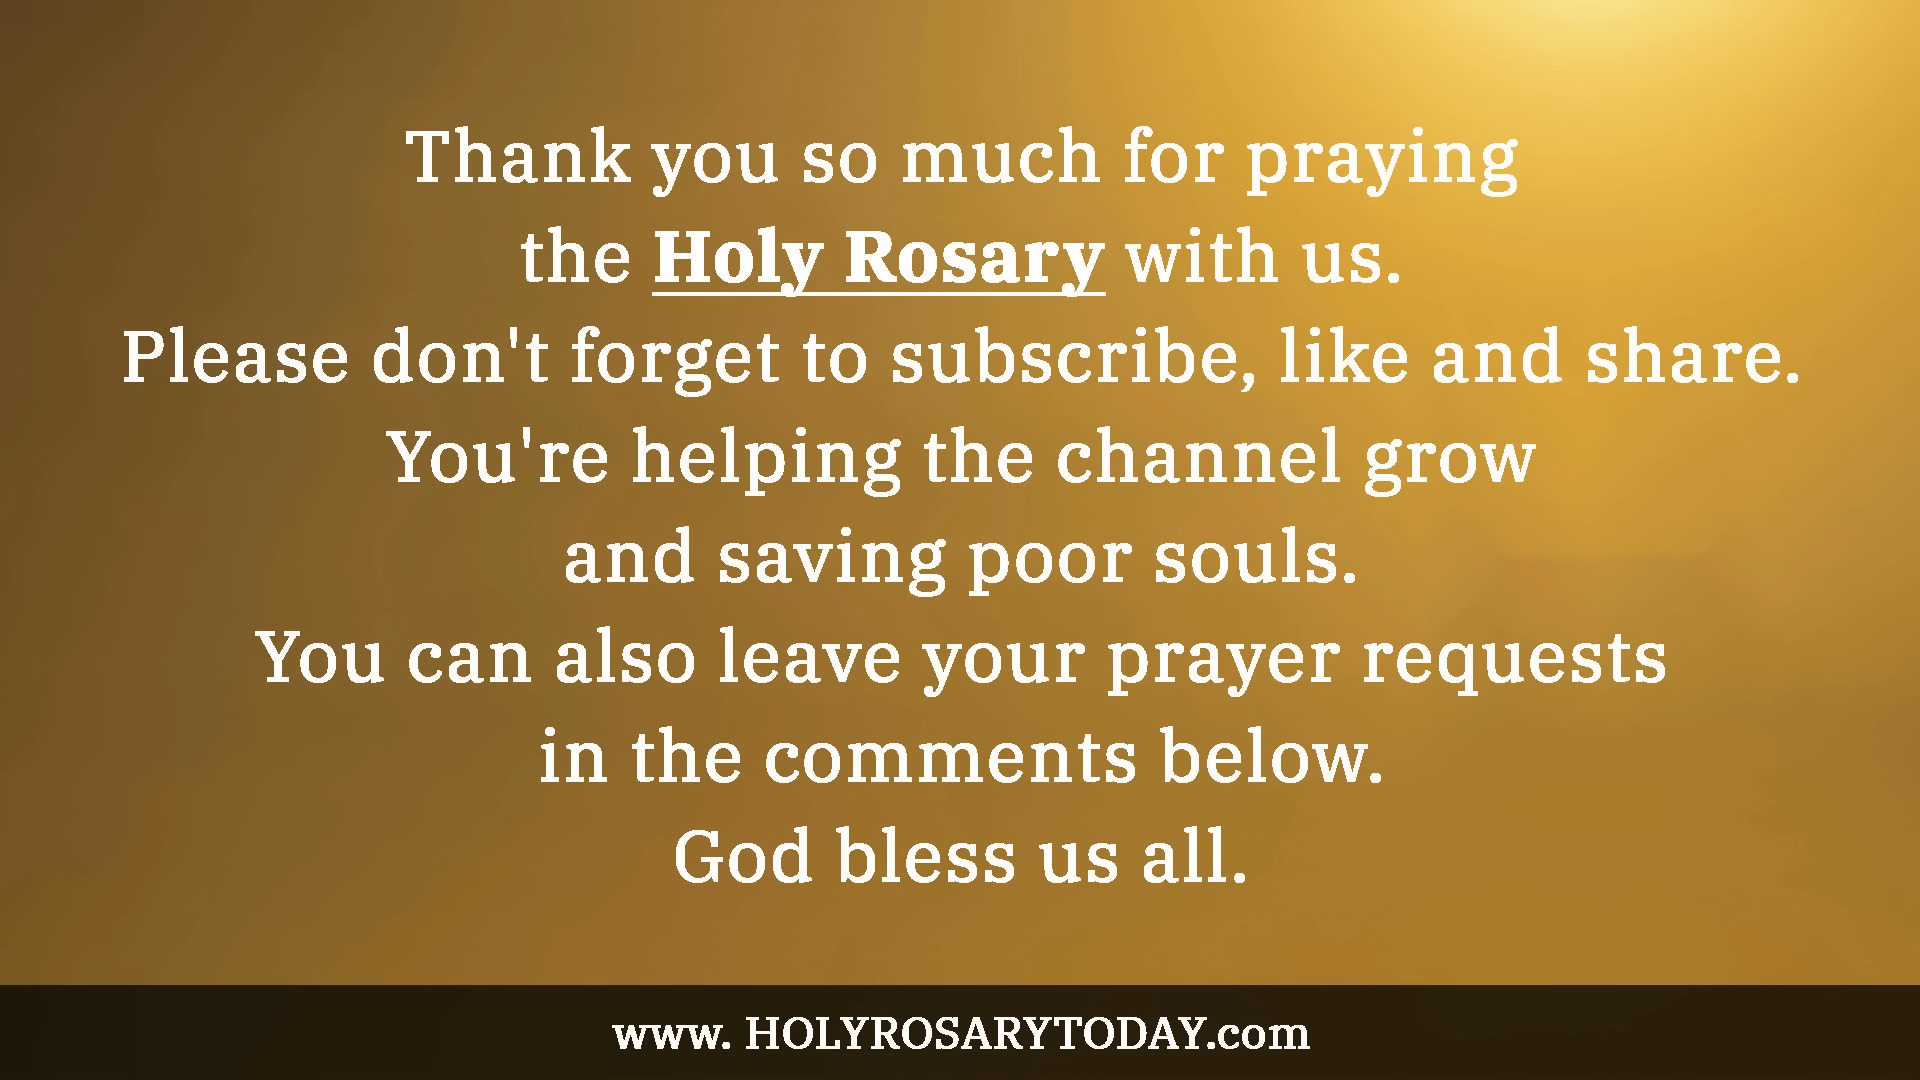 Thank you so much for praying
the Holy Rosary with us.
Please don't forget to subscribe, like and share.
You're helping the channel grow
and saving poor souls.
You can also leave your prayer requests
in the comments below.
God bless us all.
www. HOLYROSARYTODAY.com